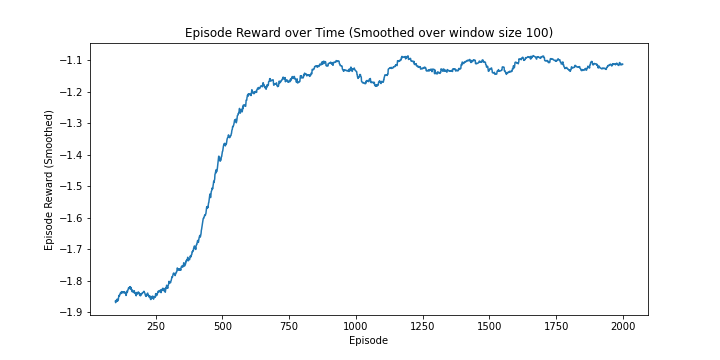 Episode Reward over Time (Smoothed over window size 100)
−1.1
−1.2
−1.3
−1.4
−1.5
−1.6
−1.7
−1.8
−1.9
Episode Reward (Smoothed)
250 500 750 1000 1250 1500 1750 2000
Episode